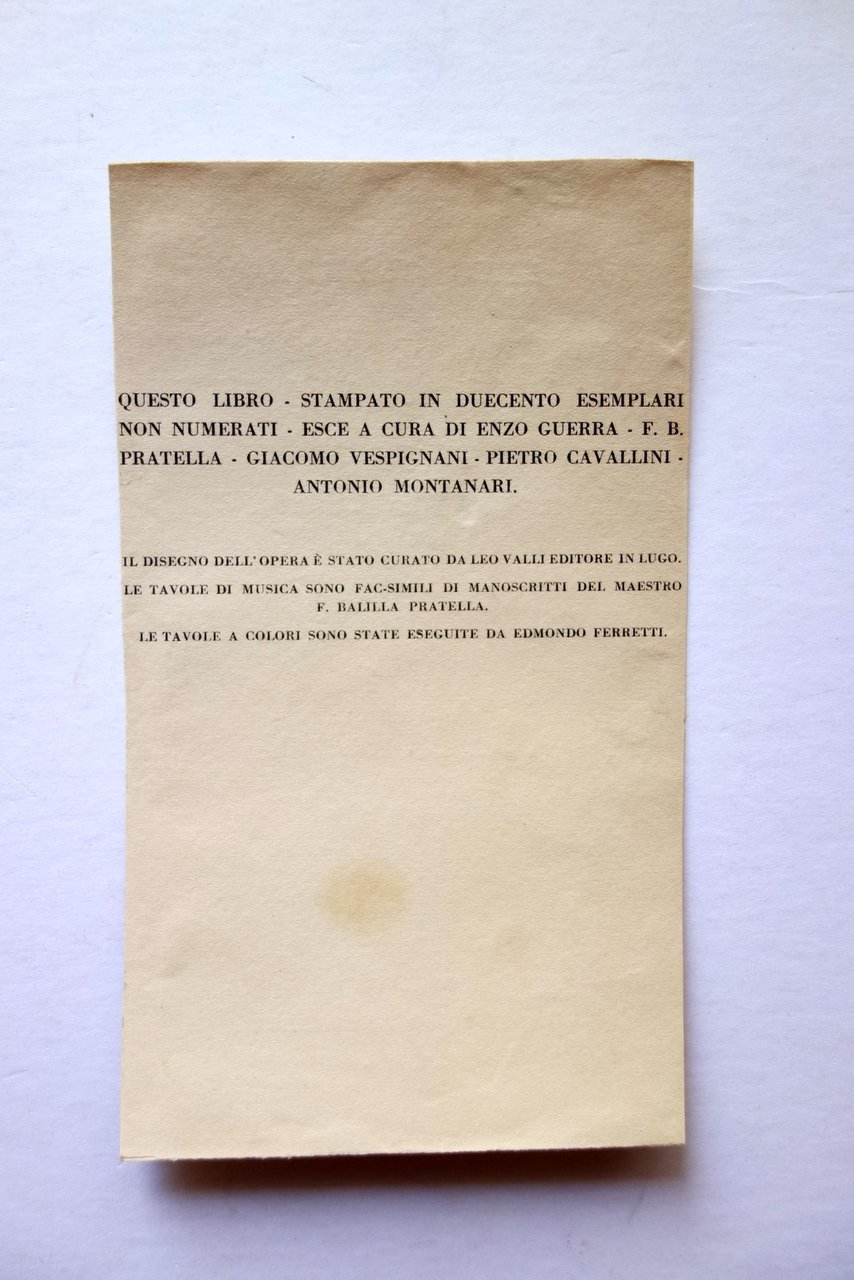 QUESTO LIBRO - STAMPATO IN DUECENTO ESEMPLARI
NON NUMERATI - ESCE A CURA DI ENZO GUERRA - F. B.
PRATELLA - GIACOMO VESPIGNANI - PIETRO CAVALLINI -
ANTONIO MONTANARI.
IL DISEGNO DELL'OPERA È STATO CURATO DA LEO VALLI EDITORE IN LUGO.
LE TAVOLE DI MUSICA SONO FAC-SIMILI DI MANOSCRITTI DEL MAESTRO
F. BALILLA PRATELLA.
LE TAVOLE A COLORI SONO STATE ESEGUITE DA EDMONDO FERRETTI.